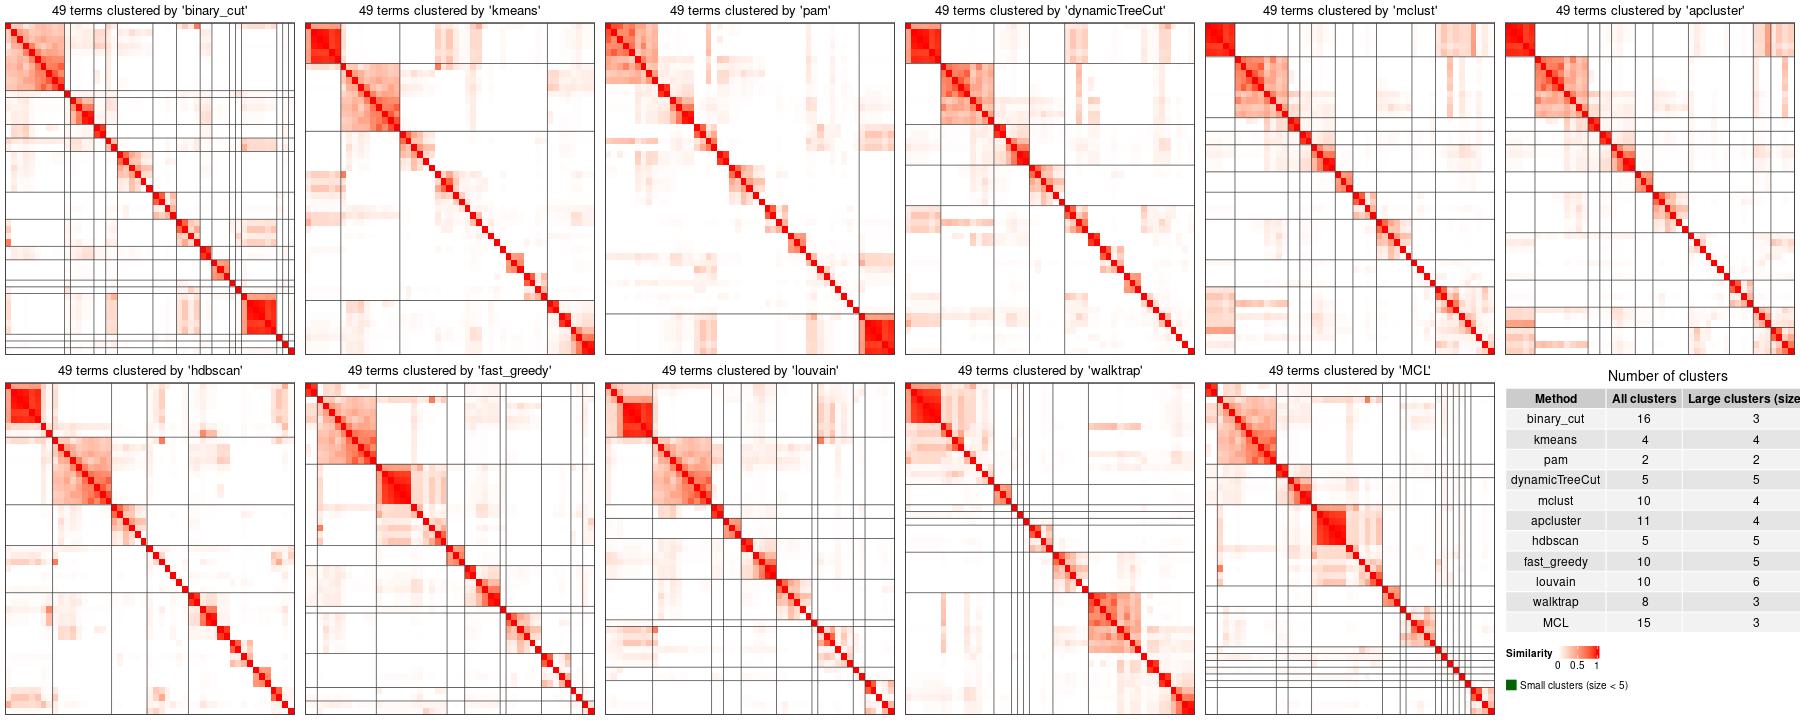 49 terms clustered by 'binary_cut'
49 terms clustered by 'kmeans'
49 terms clustered by 'pam'
49 terms clustered by 'dynamicTreeCut'
49 terms clustered by 'mclust'
49 terms clustered by 'apcluster'
49 terms clustered by 'hdbscan'
49 terms clustered by 'fast_greedy'
49 terms clustered by 'louvain'
49 terms clustered by 'walktrap'
49 terms clustered by 'MCL'
Number of clusters
Method All clusters Large clusters (size
binary_cut 16 3
kmeans 4 4
pam 2 2
dynamicTreeCut 5 5
mclust 10 4
apcluster 11 4
hdbscan 5 5
fast_greedy 10 5
louvain 10 6
walktrap 8 3
MCL 15 3
Similarity
0 0.5 1
Small clusters (size < 5)